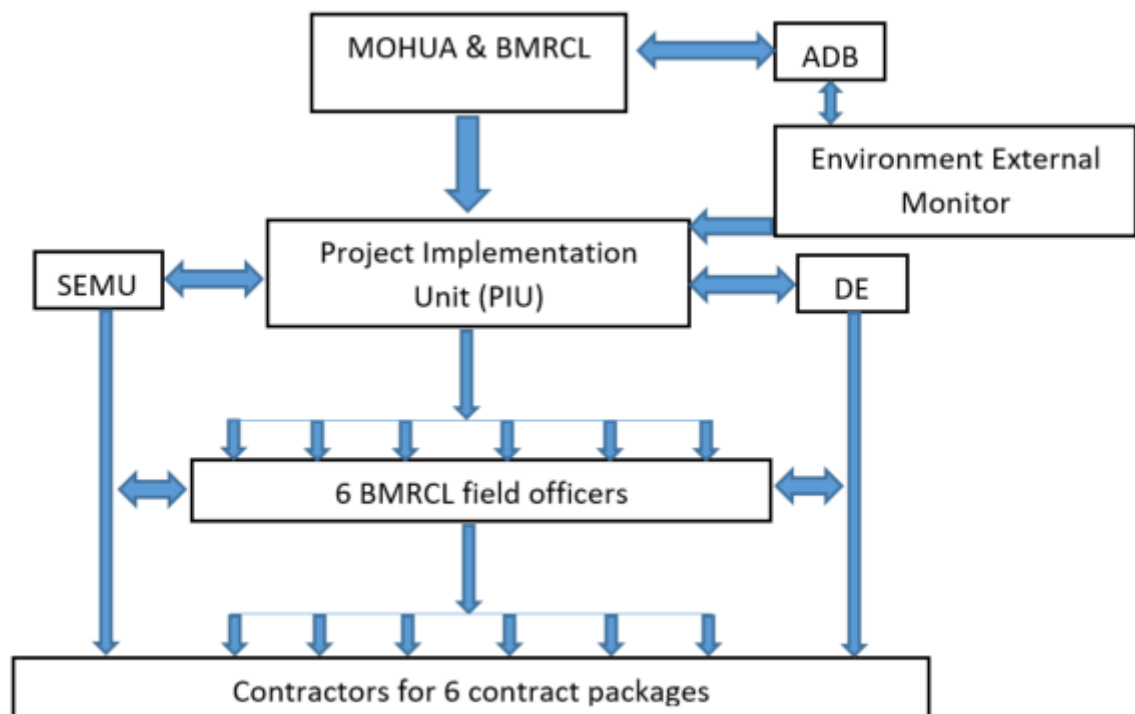 MOHUA & BMRCL
ADB
Environment External
Monitor
Project Implementation
Unit (PIU)
SEMU
DE
6 BMRCL field officers
Contractors for 6 contract packages